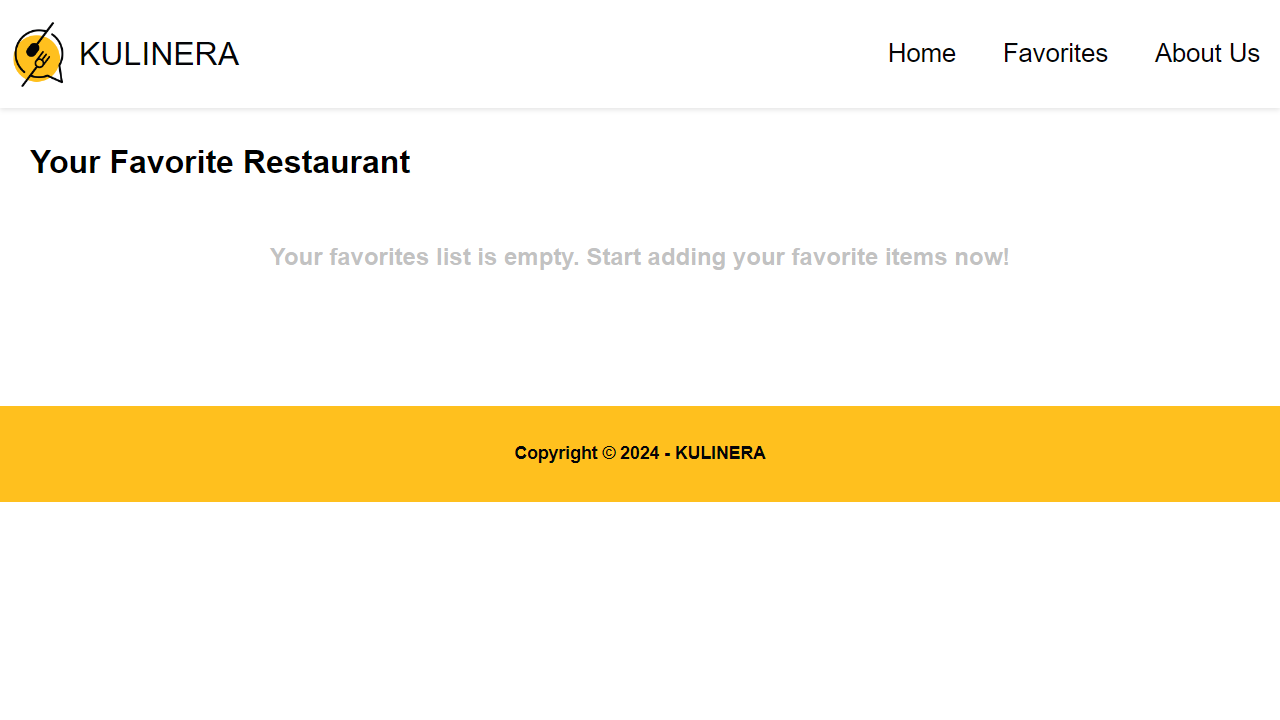 KULINERA
Home Favorites About Us
Your Favorite Restaurant
Your favorites list is empty. Start adding your favorite items now!
Copyright © 2024 - KULINERA